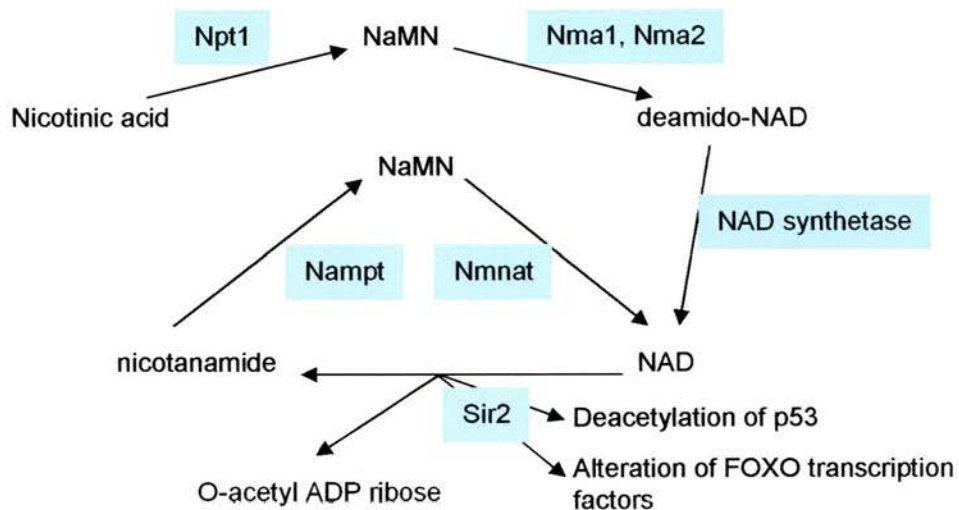 Npt1
NaMN
Nma1, Nma2
Nicotinic acid
deamido-NAD
NaMN
NAD synthetase
Nampt
Nmnat
nicotanamide
NAD
Sir2
Deacetylation of p53
O-acetyl ADP ribose
Alteration of FOXO transcription
factors